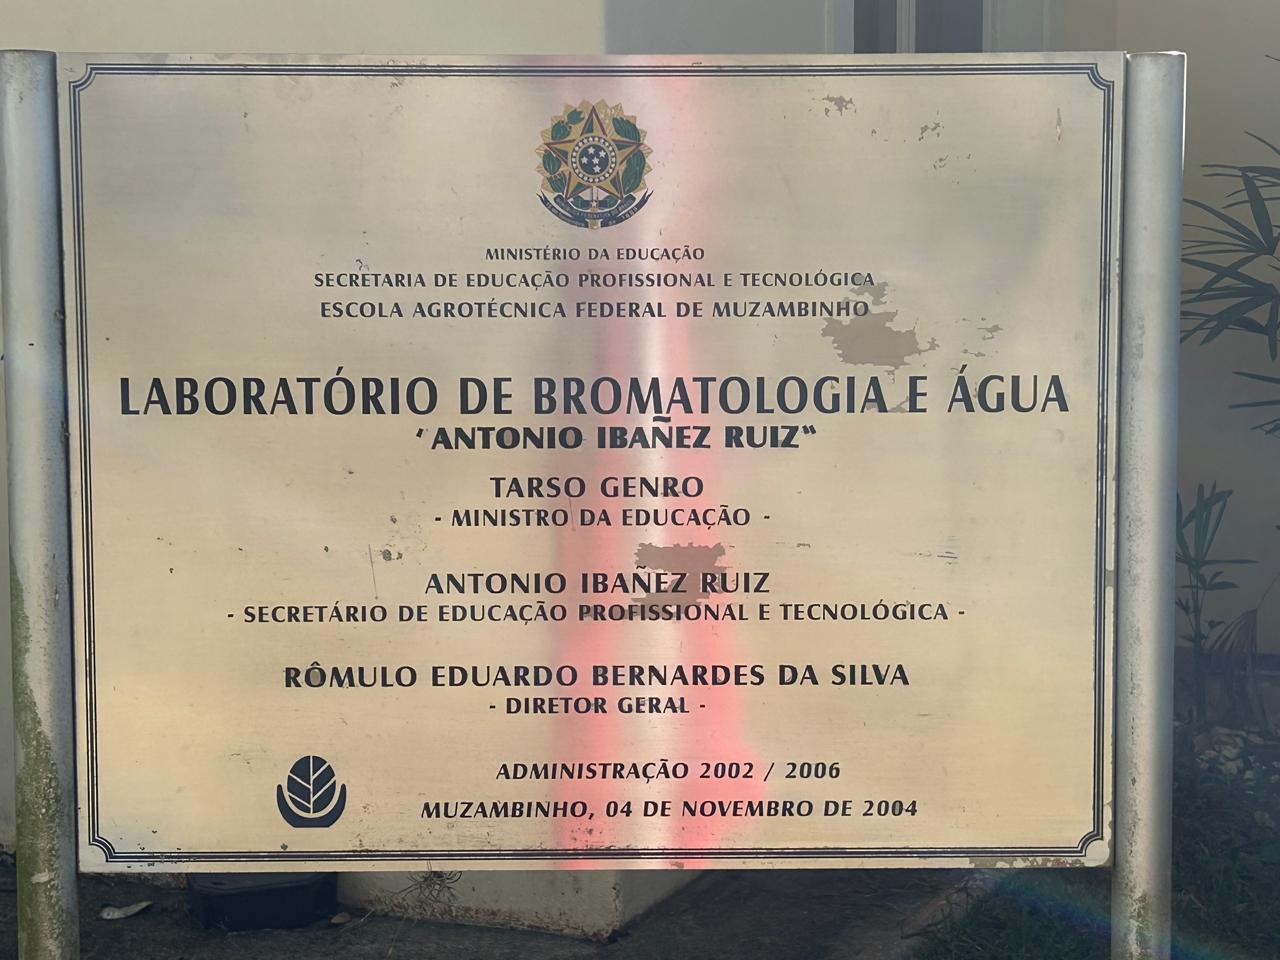 MINISTÉRIO DA EDUCAÇÃO
SECRETARIA DE EDUCAÇÃO PROFISSIONAL E TECNOLÓGICA
ESCOLA AGROTÉCNICA FEDERAL DE MUZAMBINHO
LABORATÓRIO DE BROMATOLOGIA E ÁGUA
"ANTONIO IBAÑEZ RUIZ"
TARSO GENRO
- MINISTRO DA EDUCAÇÃO -
ANTONIO IBAÑEZ RUIZ
- SECRETÁRIO DE EDUCAÇÃO PROFISSIONAL E TECNOLÓGICA -
RÔMULO EDUARDO BERNARDES DA SILVA
- DIRETOR GERAL -
ADMINISTRAÇÃO 2002 / 2006
MUZAMBINHO, 04 DE NOVEMBRO DE 2004